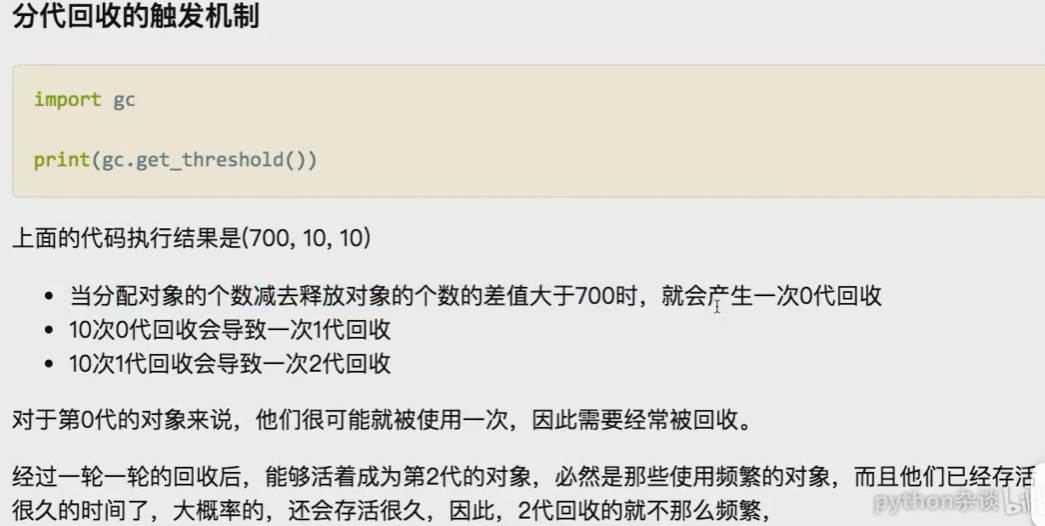 分代回收的触发机制
import gc
print(gc.get_threshold())
上面的代码执行结果是(700, 10, 10)
当分配对象的个数减去释放对象的个数的差值大于700时，就会产生一次0代回收
10次0代回收会导致一次1代回收
10次1代回收会导致一次2代回收
对于第0代的对象来说，他们很可能就被使用一次，因此需要经常被回收。
经过一轮一轮的回收后，能够活着成为第2代的对象，必然是那些使用频繁的对象，而且他们已经存活
很久的时间了，大概率的，还会存活很久，因此，2代回收的就不那么频繁，
python杂谈